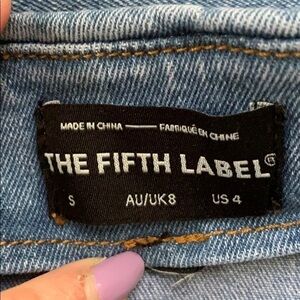 MADE IN CHINA — FABRIQUÉ EN CHINE
THE FIFTH LABEL®
S AU/UK8 US 4